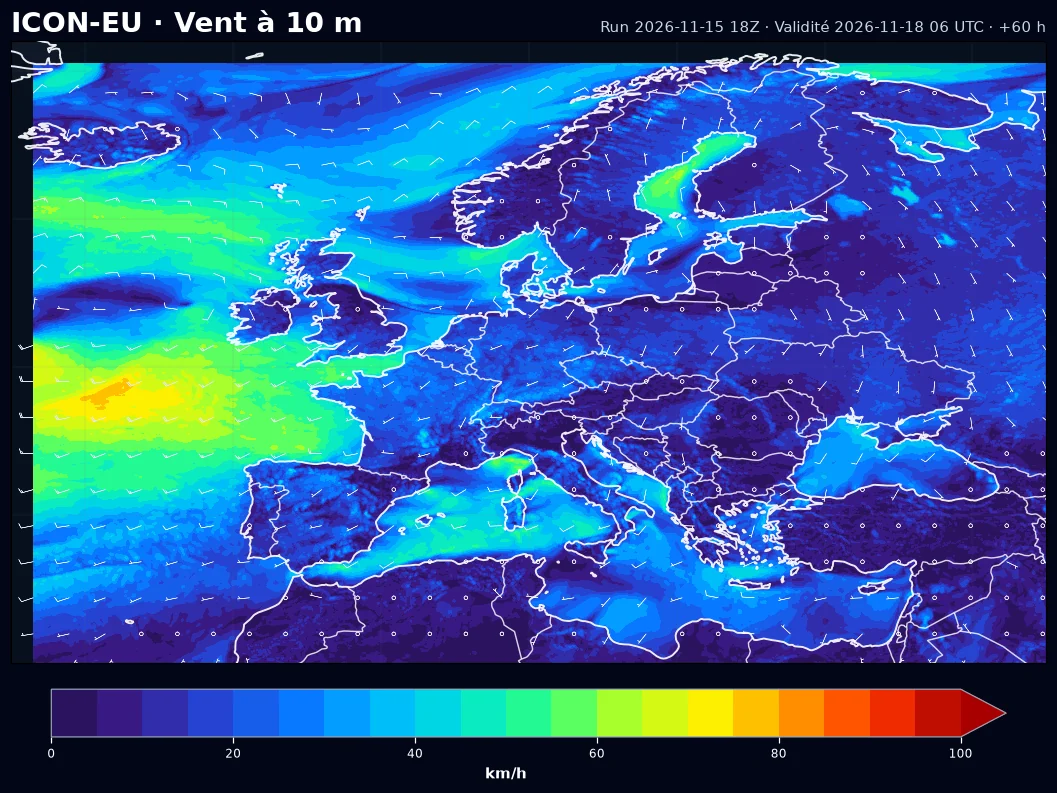 ICON-EU · Vent à 10 m
Run 2026-11-15 18Z · Validité 2026-11-18 06 UTC · +60 h
0 20 40 60 80 100
km/h